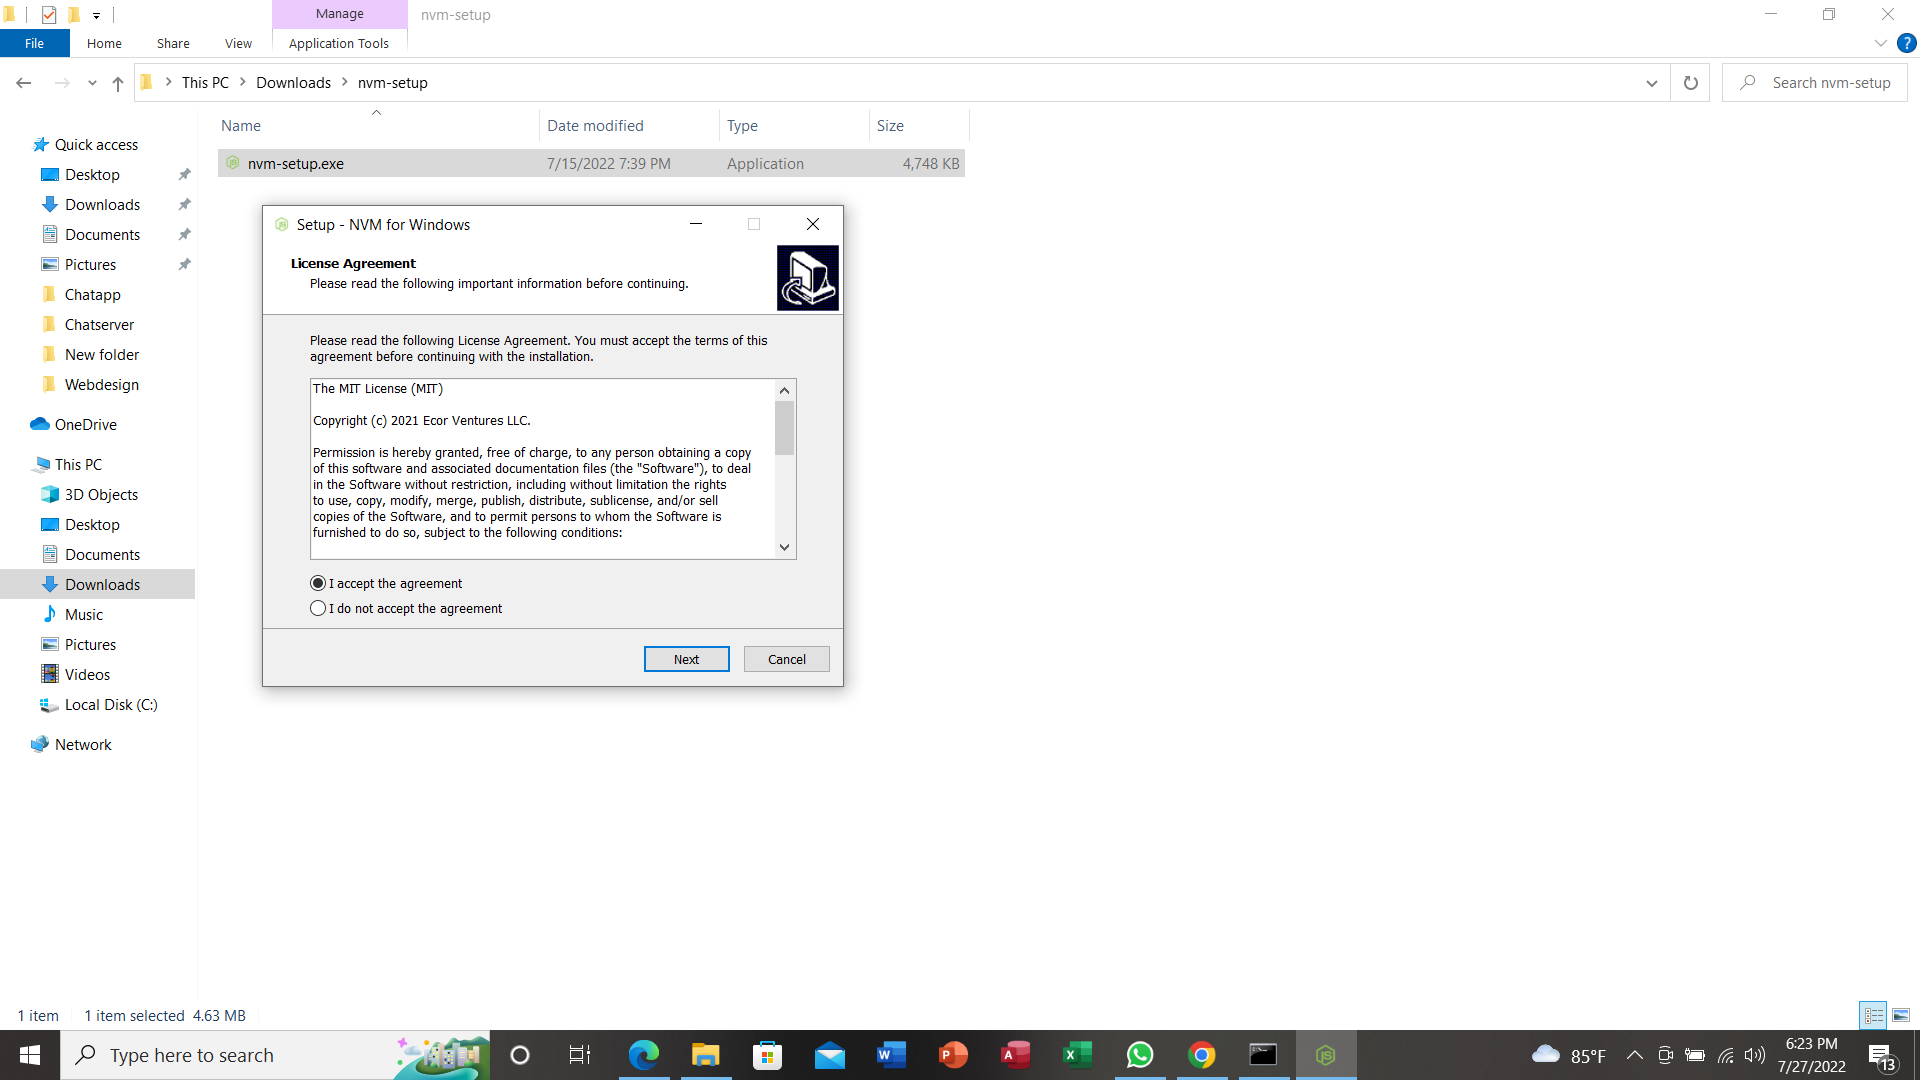 Manage
nvm-setup
File
Home
Share
View
Application Tools
This PC
Downloads
nvm-setup
Search nvm-setup
Name
Date modified
Type
Size
nvm-setup.exe
7/15/2022 7:39 PM
Application
4,748 KB
Quick access
Desktop
Downloads
Documents
Pictures
Chatapp
Chatserver
New folder
Webdesign
OneDrive
This PC
3D Objects
Desktop
Documents
Downloads
Music
Pictures
Videos
Local Disk (C:)
Network
Setup - NVM for Windows
License Agreement
Please read the following important information before continuing.
Please read the following License Agreement. You must accept the terms of this
agreement before continuing with the installation.
The MIT License (MIT)
Copyright (c) 2021 Ecor Ventures LLC.
Permission is hereby granted, free of charge, to any person obtaining a copy
of this software and associated documentation files (the "Software"), to deal
in the Software without restriction, including without limitation the rights
to use, copy, modify, merge, publish, distribute, sublicense, and/or sell
copies of the Software, and to permit persons to whom the Software is
furnished to do so, subject to the following conditions:
I accept the agreement
I do not accept the agreement
Next
Cancel
1 item
1 item selected 4.63 MB
Type here to search
85°F
6:23 PM
7/27/2022
13